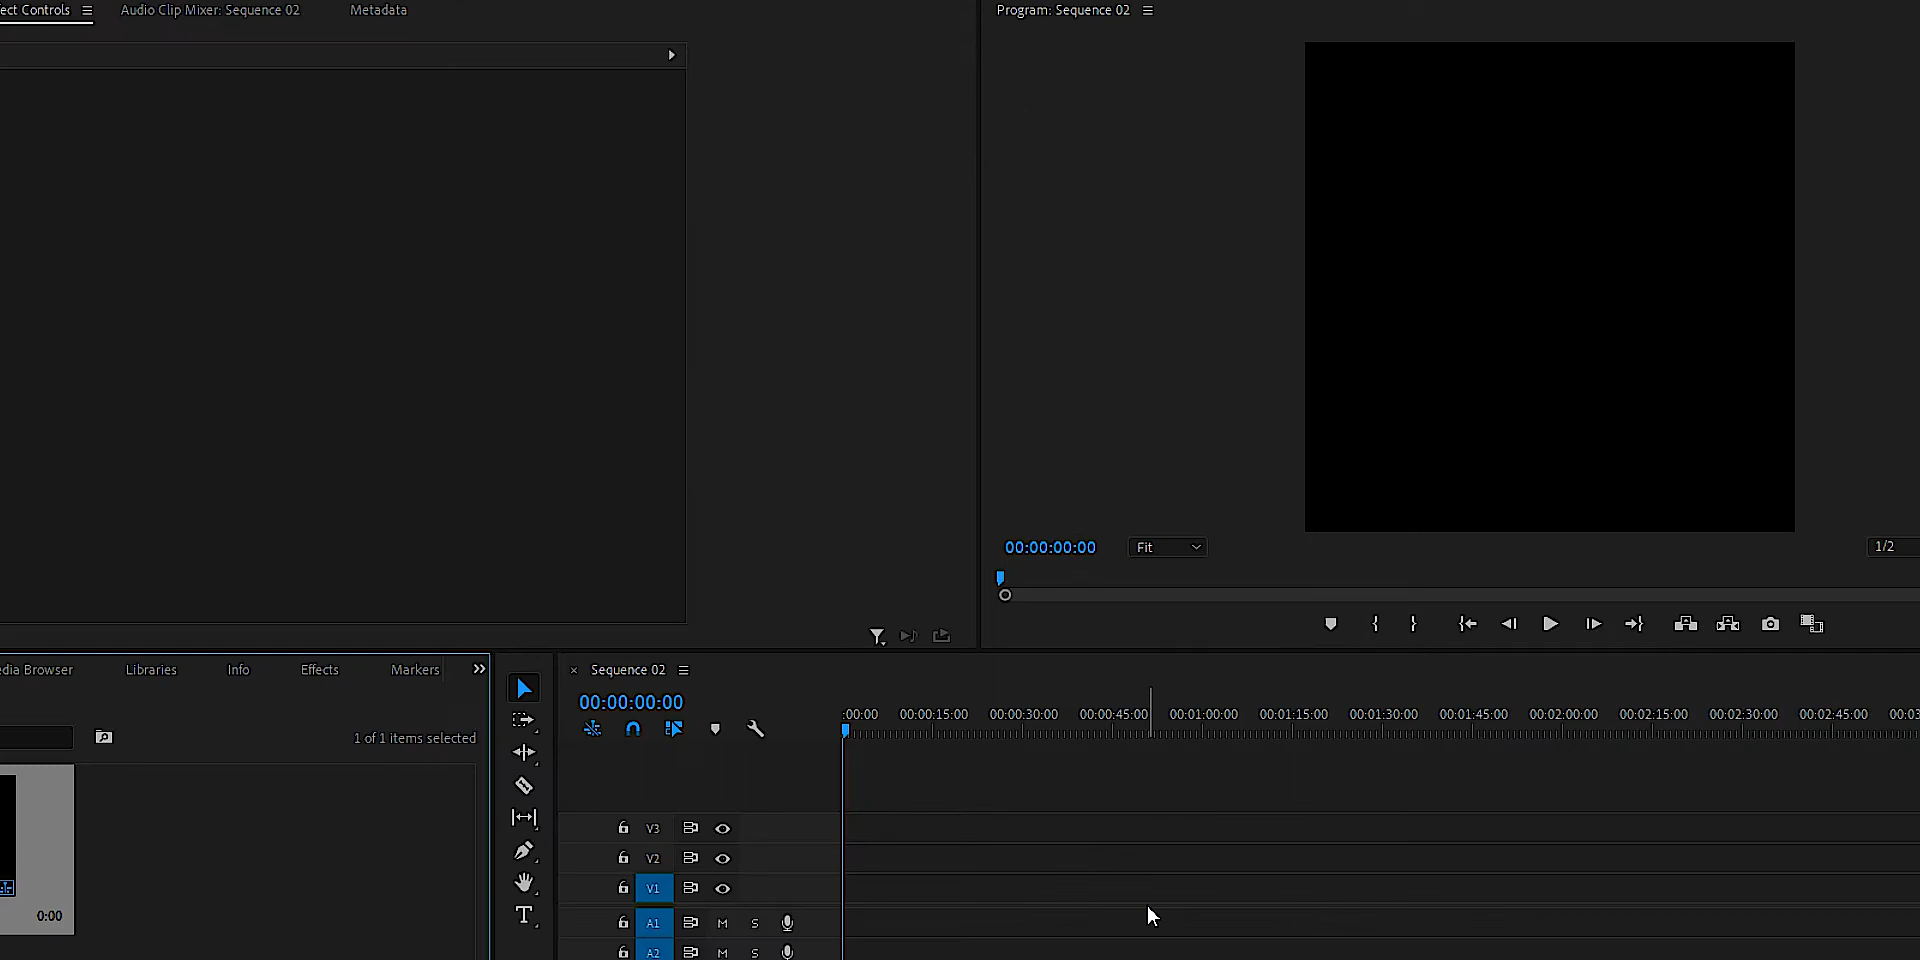 ect Controls
Audio Clip Mixer: Sequence 02
Metadata
Program: Sequence 02
00:00:00:00
Fit
1/2
dia Browser
Libraries
Info
Effects
Markers
1 of 1 items selected
0:00
Sequence 02
00:00:00:00
:00:00
00:00:15:00
00:00:30:00
00:00:45:00
00:01:00:00
00:01:15:00
00:01:30:00
00:01:45:00
00:02:00:00
00:02:15:00
00:02:30:00
00:02:45:00
00:03
V3
V2
V1
A1 M S
A2 M S